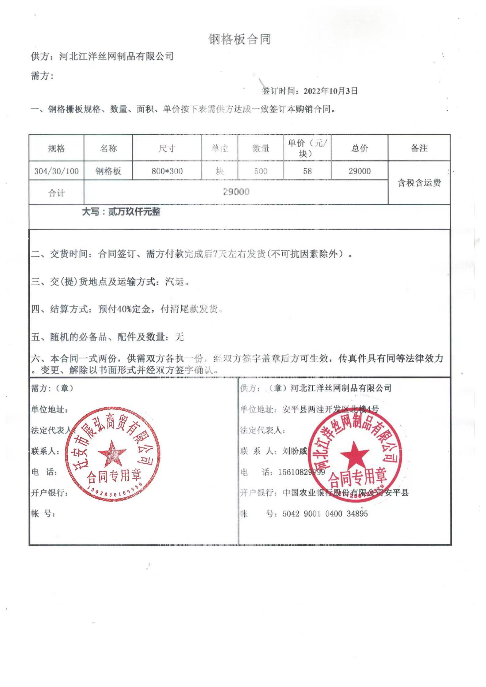 钢格板合同
供方：河北江洋丝网制品有限公司
需方：
签订时间：2022年10月3日
一、钢格栅板规格、数量、面积、单价按下表需供方达成一致签订本购销合同。
规格 名称 尺寸 单位 数量 单价（元/块） 总价 备注
304/30/100 钢格板 800*300 块 500 58 29000 含税含运费
合计 29000
大写：贰万玖仟元整
二、交货时间：合同签订、需方付款完成后7天左右发货(不可抗因素除外）。
三、交(提)货地点及运输方式：汽运。
四、结算方式：预付40%定金，付清尾款发货。
五、随机的必备品、配件及数量：无
六、本合同一式两份，供需双方各执一份，经双方签字盖章后方可生效，传真件具有同等法律效力
。变更、解除以书面形式并经双方签字确认。
需方：（章）
单位地址：
法定代表人：
联系人：
电 话：
开户银行：
帐 号：
迁安市展弘商贸有限公司
合同专用章
供方：（章）河北江洋丝网制品有限公司
单位地址：安平县两洼开发区
法定代表人：
联 系 人：刘盼威
电 话：15610829
开户银行：中国农业银行股份有限公司安平县
帐 号：5042 9001 0400 34895
河北江洋丝网制品有限公司
合同专用章